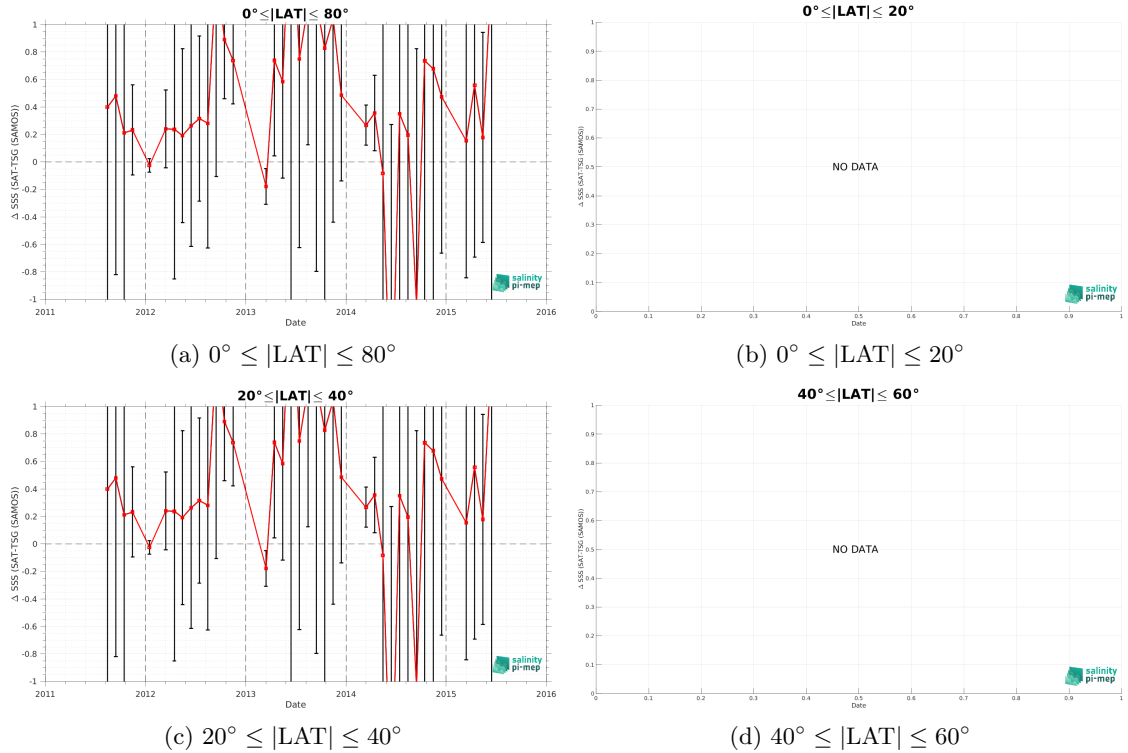 0°≤|LAT|≤ 80°
Δ SSS (SAT-TSG (SAMOS))
1
0.8
0.6
0.4
0.2
0
-0.2
-0.4
-0.6
-0.8
-1
2011 2012 2013 2014 2015 2016
Date
salinity
pi-mep
(a) 0° ≤ |LAT| ≤ 80°
0°≤|LAT|≤ 20°
Δ SSS (SAT-TSG (SAMOS))
1
0.9
0.8
0.7
0.6
0.5
0.4
0.3
0.2
0.1
0
NO DATA
0 0.1 0.2 0.3 0.4 0.5 0.6 0.7 0.8 0.9 1
Date
salinity
pi-mep
(b) 0° ≤ |LAT| ≤ 20°
20°≤|LAT|≤ 40°
Δ SSS (SAT-TSG (SAMOS))
1
0.8
0.6
0.4
0.2
0
-0.2
-0.4
-0.6
-0.8
-1
2011 2012 2013 2014 2015 2016
Date
salinity
pi-mep
(c) 20° ≤ |LAT| ≤ 40°
40°≤|LAT|≤ 60°
Δ SSS (SAT-TSG (SAMOS))
1
0.9
0.8
0.7
0.6
0.5
0.4
0.3
0.2
0.1
0
NO DATA
0 0.1 0.2 0.3 0.4 0.5 0.6 0.7 0.8 0.9 1
Date
salinity
pi-mep
(d) 40° ≤ |LAT| ≤ 60°